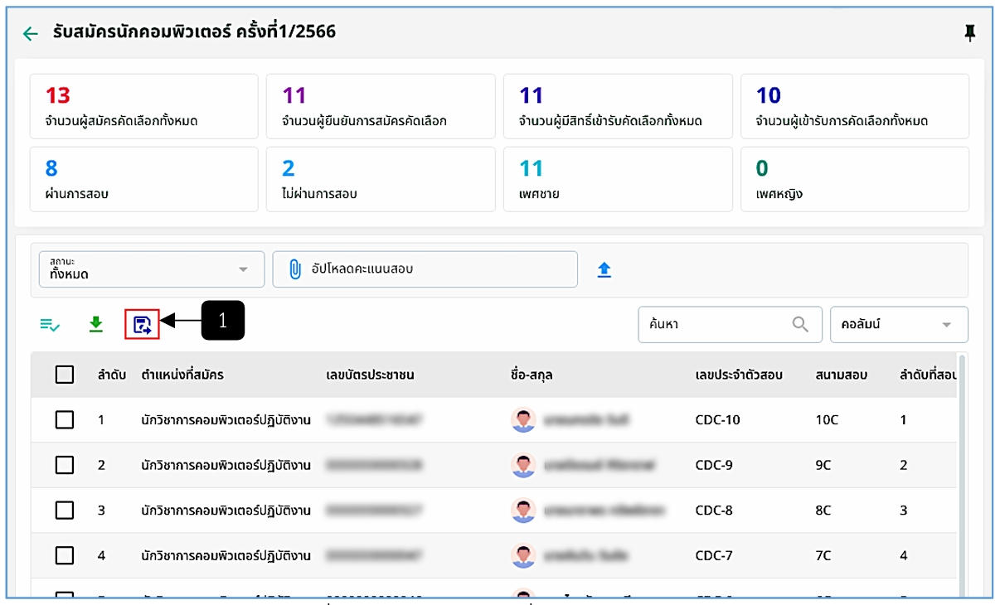 รับสมัครนักคอมพิวเตอร์ ครั้งที่1/2566
13 11 11 10
จำนวนผู้สมัครคัดเลือกทั้งหมด จำนวนผู้ยืนยันการสมัครคัดเลือก จำนวนผู้มีสิทธิ์เข้ารับคัดเลือกทั้งหมด จำนวนผู้เข้ารับการคัดเลือกทั้งหมด
8 2 11 0
ผ่านการสอบ ไม่ผ่านการสอบ เพศชาย เพศหญิง
สถานะ
ทั้งหมด อัปโหลดคะแนนสอบ
1 ค้นหา คอลัมน์
ลำดับ ตำแหน่งที่สมัคร เลขบัตรประชาชน ชื่อ-สกุล เลขประจำตัวสอบ สนามสอบ ลำดับที่สอบ
1 นักวิชาการคอมพิวเตอร์ปฏิบัติงาน CDC-10 10C 1
2 นักวิชาการคอมพิวเตอร์ปฏิบัติงาน CDC-9 9C 2
3 นักวิชาการคอมพิวเตอร์ปฏิบัติงาน CDC-8 8C 3
4 นักวิชาการคอมพิวเตอร์ปฏิบัติงาน CDC-7 7C 4